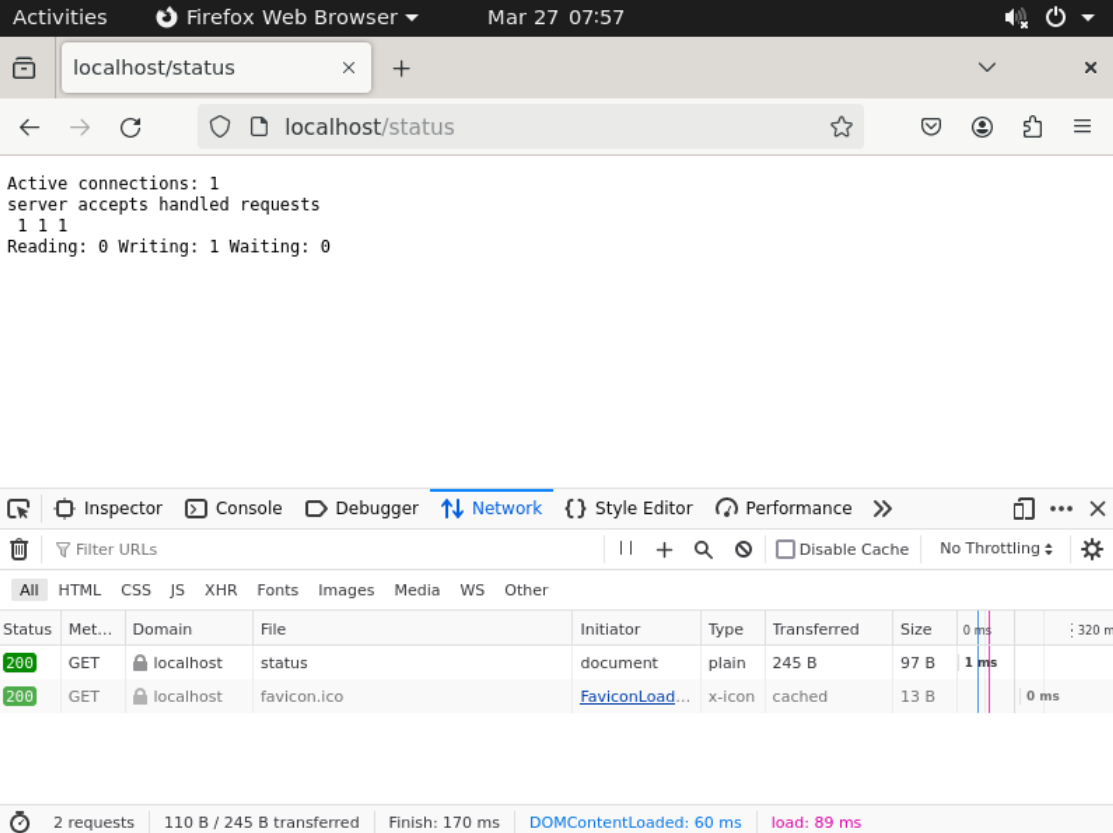 Activities Firefox Web Browser Mar 27 07:57
localhost/status
localhost/status
Active connections: 1
server accepts handled requests
1 1 1
Reading: 0 Writing: 1 Waiting: 0
Inspector Console Debugger Network Style Editor Performance
Filter URLs Disable Cache No Throttling
All HTML CSS JS XHR Fonts Images Media WS Other
Status Met... Domain File Initiator Type Transferred Size 0 ms 320 m
200 GET localhost status document plain 245 B 97 B 1 ms
200 GET localhost favicon.ico FaviconLoad... x-icon cached 13 B 0 ms
2 requests 110 B / 245 B transferred Finish: 170 ms DOMContentLoaded: 60 ms load: 89 ms